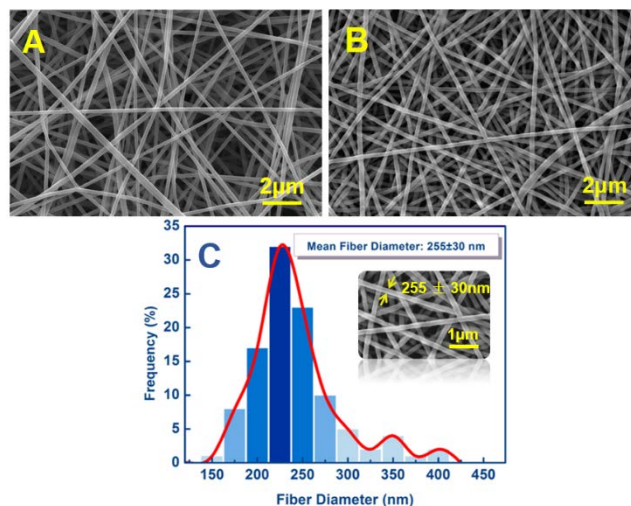 A
2μm
B
2μm
C
Mean Fiber Diameter: 255±30 nm
255 ± 30nm
1μm
35
30
25
20
15
10
5
0
Frequency (%)
150
200
250
300
350
400
450
Fiber Diameter (nm)